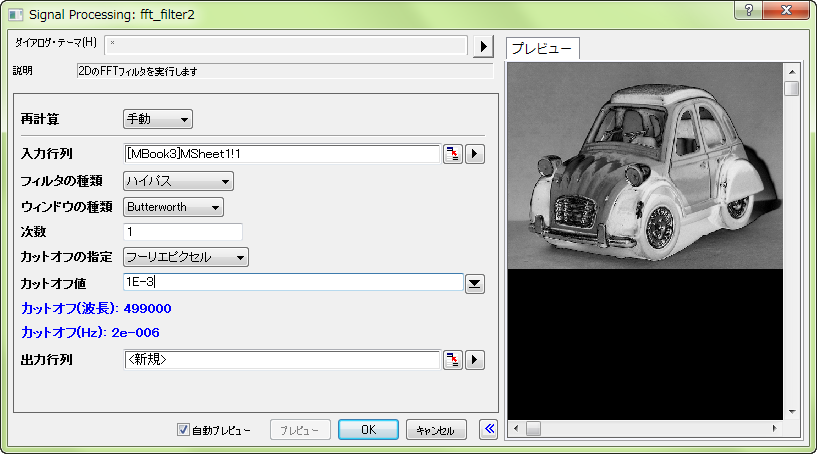 Signal Processing: fft_filter2
ダイアログ・テーマ(H) *
プレビュー
説明 2DのFFTフィルタを実行します
再計算 手動
入力行列 [MBook3]MSheet1!1
フィルタの種類 ハイパス
ウィンドウの種類 Butterworth
次数 1
カットオフの指定 フーリエピクセル
カットオフ値 1E-3
カットオフ(波長): 499000
カットオフ(Hz): 2e-006
出力行列 <新規>
自動プレビュー プレビュー OK キャンセル